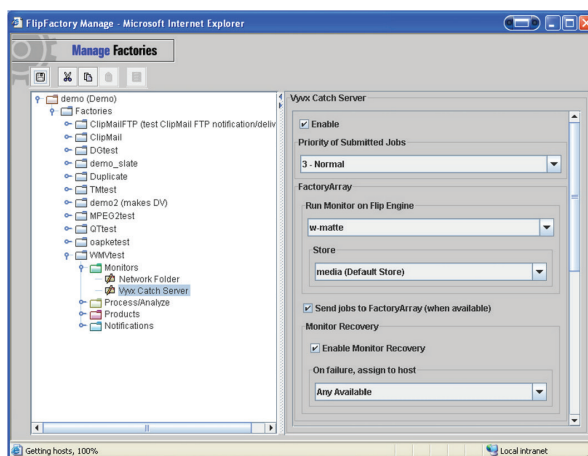 FlipFactory Manage - Microsoft Internet Explorer
Manage Factories
demo (Demo)
Factories
ClipMailFTP (test ClipMail FTP notification/deliv
ClipMail
DGtest
demo_slate
Duplicate
TMtest
demo2 (makes DV)
MPEG2test
QTtest
oapketest
WMVtest
Monitors
Network Folder
Vyvx Catch Server
Process/Analyze
Products
Notifications
Vyvx Catch Server
Enable
Priority of Submitted Jobs
3 - Normal
FactoryArray
Run Monitor on Flip Engine
w-matte
Store
media (Default Store)
Send jobs to FactoryArray (when available)
Monitor Recovery
Enable Monitor Recovery
On failure, assign to host
Any Available
Getting hosts, 100%
Local intranet